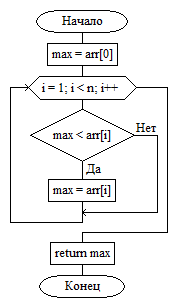 Начало
max = arr[0]
i = 1; i < n; i++
max < arr[i]
Нет
Да
max = arr[i]
return max
Конец